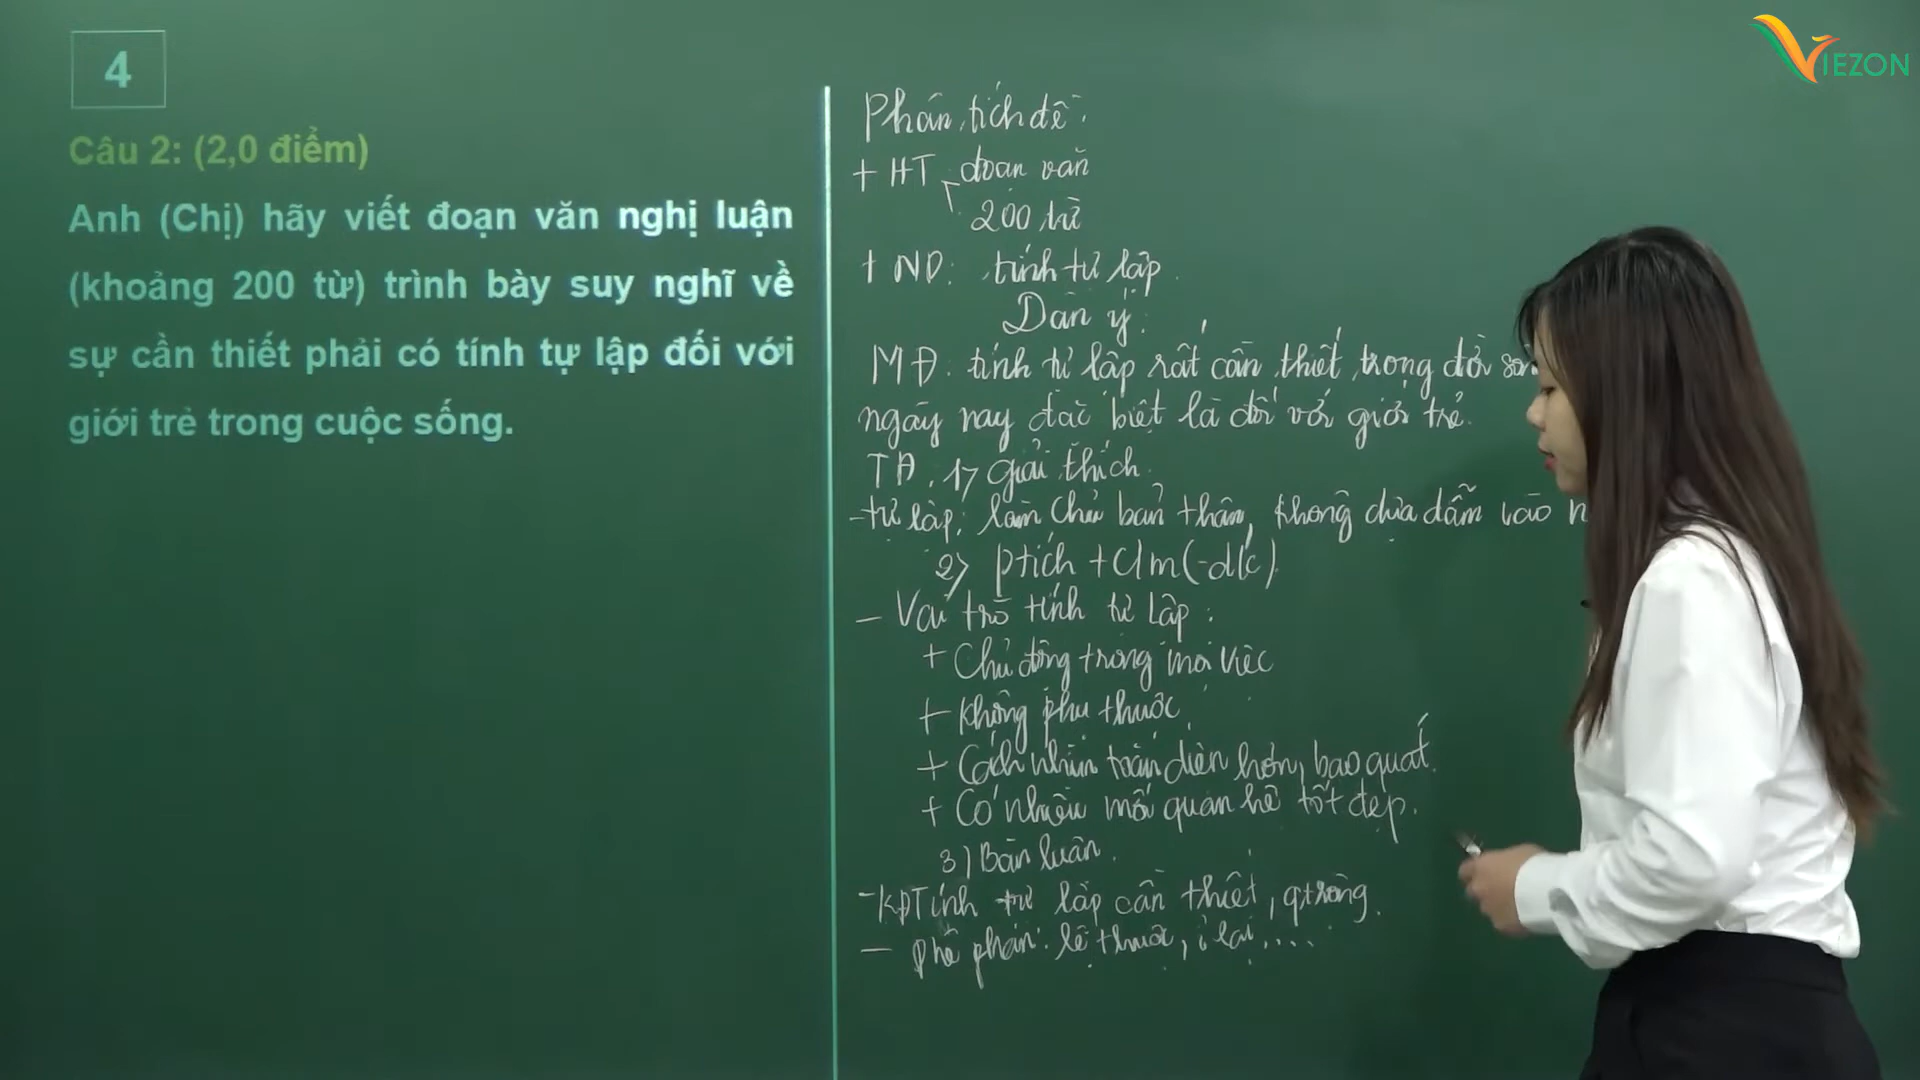 4
VIEZON
Câu 2: (2,0 điểm)
Anh (Chị) hãy viết đoạn văn nghị luận
(khoảng 200 từ) trình bày suy nghĩ về
sự cần thiết phải có tính tự lập đối với
giới trẻ trong cuộc sống.
Phân tích đề:
+ HT đoạn văn
200 từ
+ ND: tính tự lập.
Dàn ý:
MĐ: tính tự lập rất cần thiết trong đời
ngày nay đặc biệt là đối với giới trẻ.
TĐ. 1> giải thích.
- tự lập: làm chủ bản thân, không dựa dẫm vào
2> ptích + c/m (-d/c)
- Vai trò tính tự lập:
+ Chủ động trong mọi việc
+ Không phụ thuộc
+ Cách nhìn toàn diện hơn, bao quát.
+ Có nhiều mối quan hệ tốt đẹp.
3) Bàn luận.
- KĐ Tính tự lập cần thiết, qtrọng.
- Phê phán: lệ thuộc, ỉ lại,....